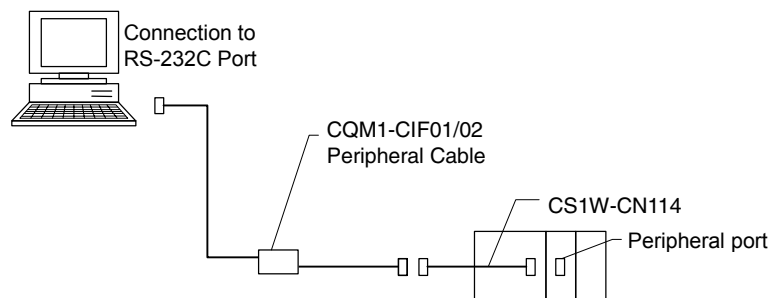 Connection to
RS-232C Port
CQM1-CIF01/02
Peripheral Cable
CS1W-CN114
Peripheral port